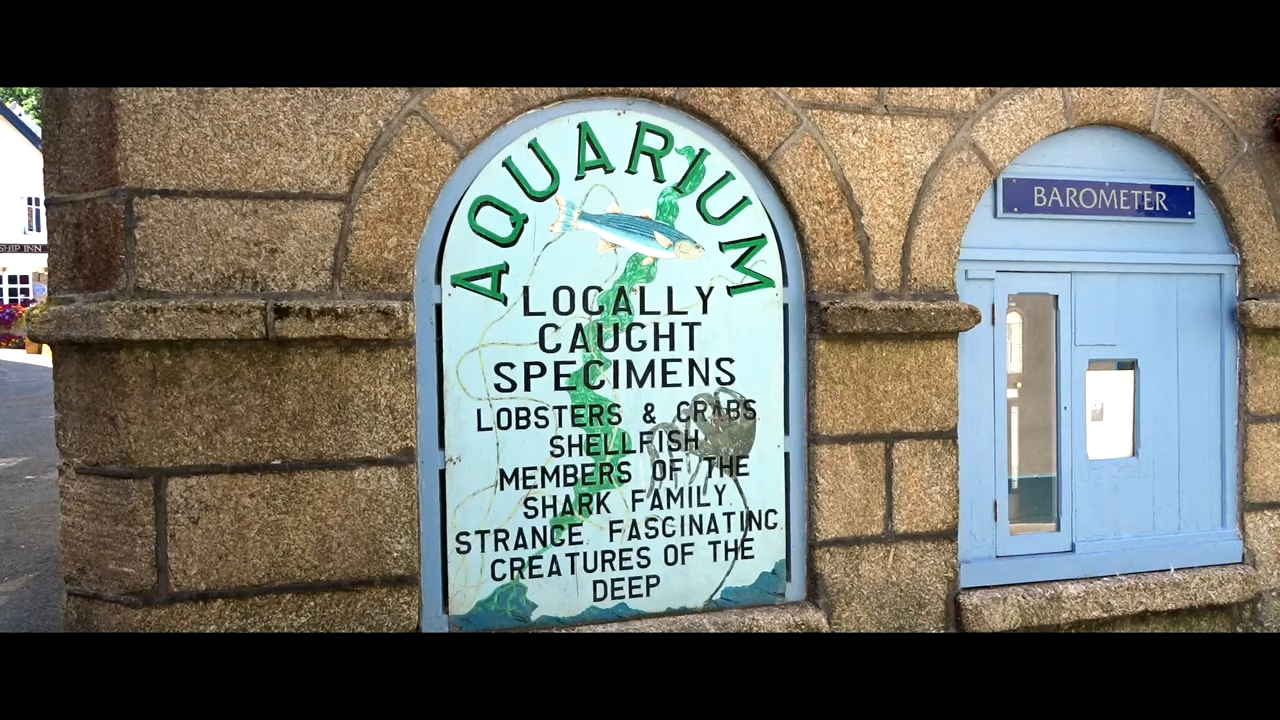 SHIP INN
AQUARIUM
LOCALLY
CAUGHT
SPECIMENS
LOBSTERS & CRABS
SHELLFISH
MEMBERS OF THE
SHARK FAMILY
STRANGE FASCINATING
CREATURES OF THE
DEEP
BAROMETER